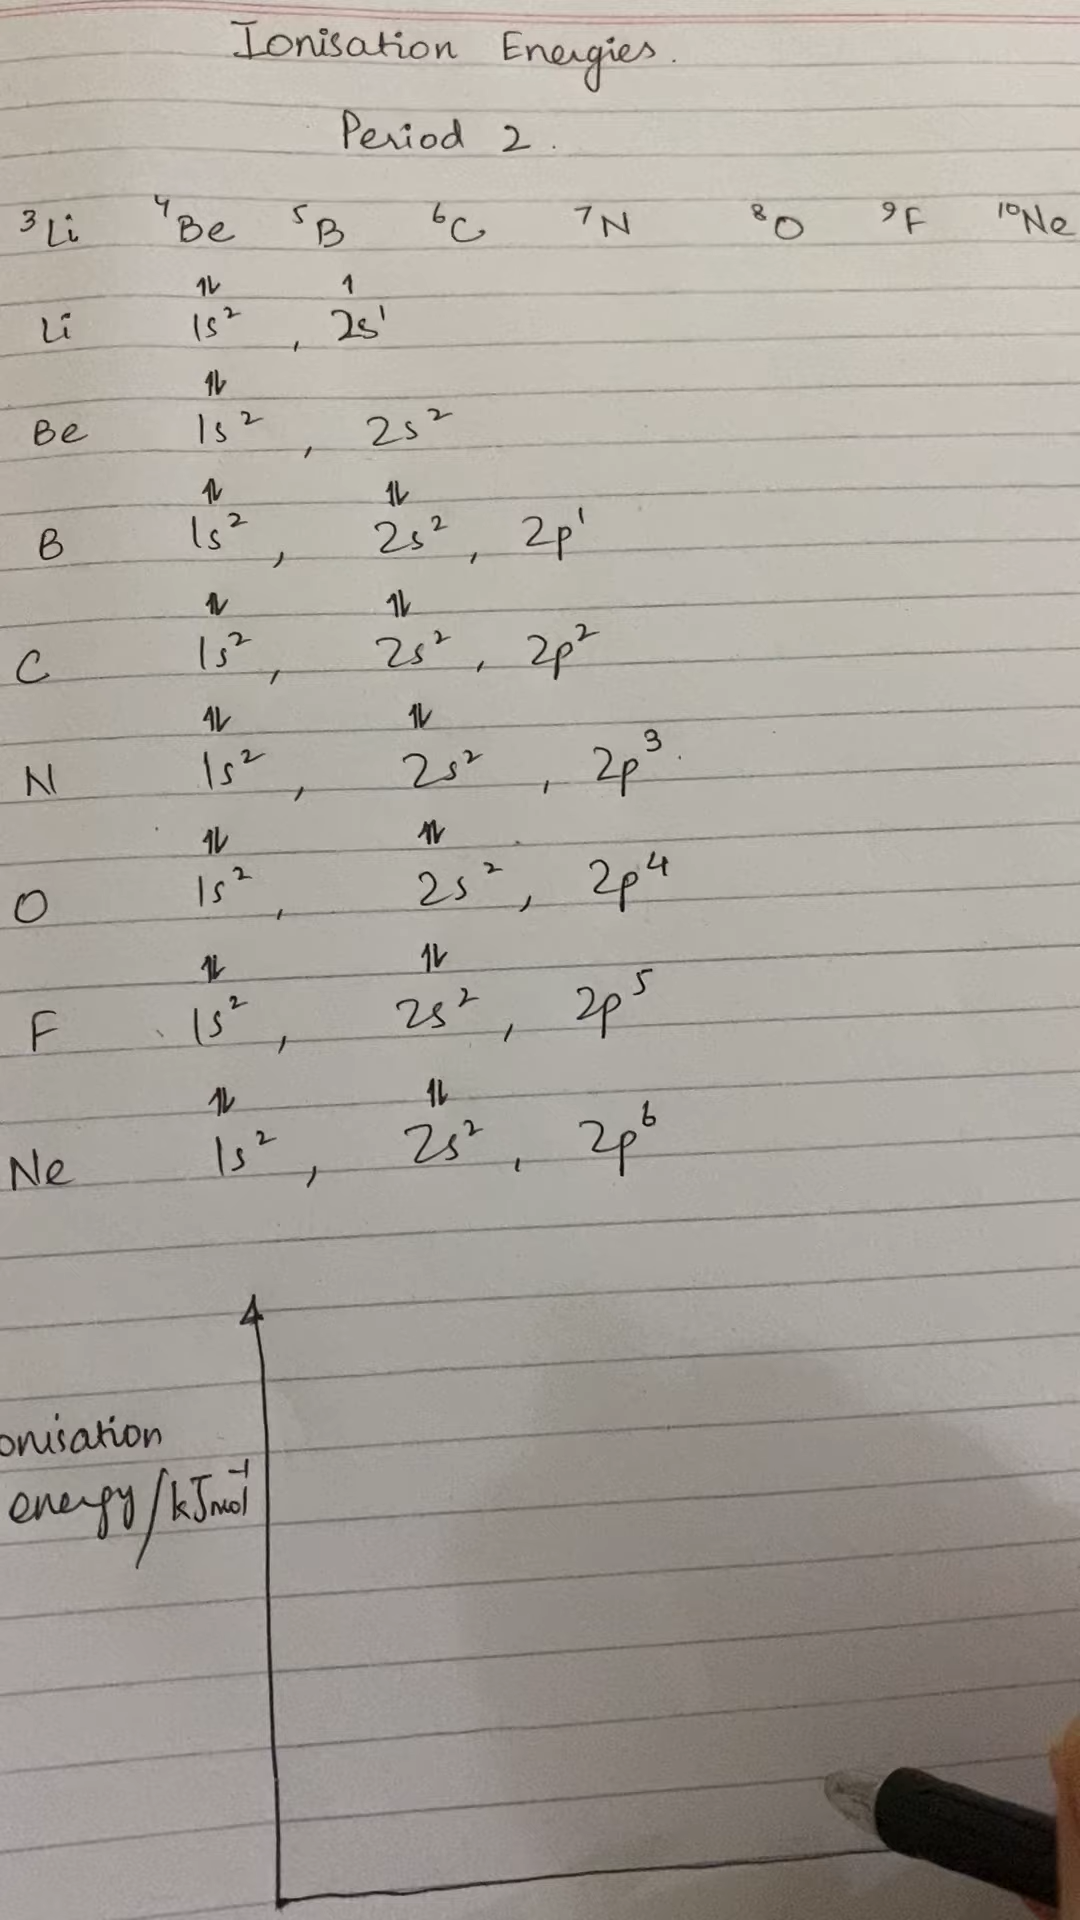 Ionisation Energies.
Period 2.
³Li ⁴Be ⁵B ⁶C ⁷N ⁸O ⁹F ¹⁰Ne
⥮ ↿
Li 1s², 2s¹
⥮
Be 1s², 2s²
⥮ ⥮
B 1s², 2s², 2p¹
⥮ ⥮
C 1s², 2s², 2p²
⥮ ⥮
N 1s², 2s², 2p³.
⥮ ⥮
O 1s², 2s², 2p⁴
⥮ ⥮
F 1s², 2s², 2p⁵
⥮ ⥮
Ne 1s², 2s², 2p⁶
onisation
energy/kJmol⁻¹